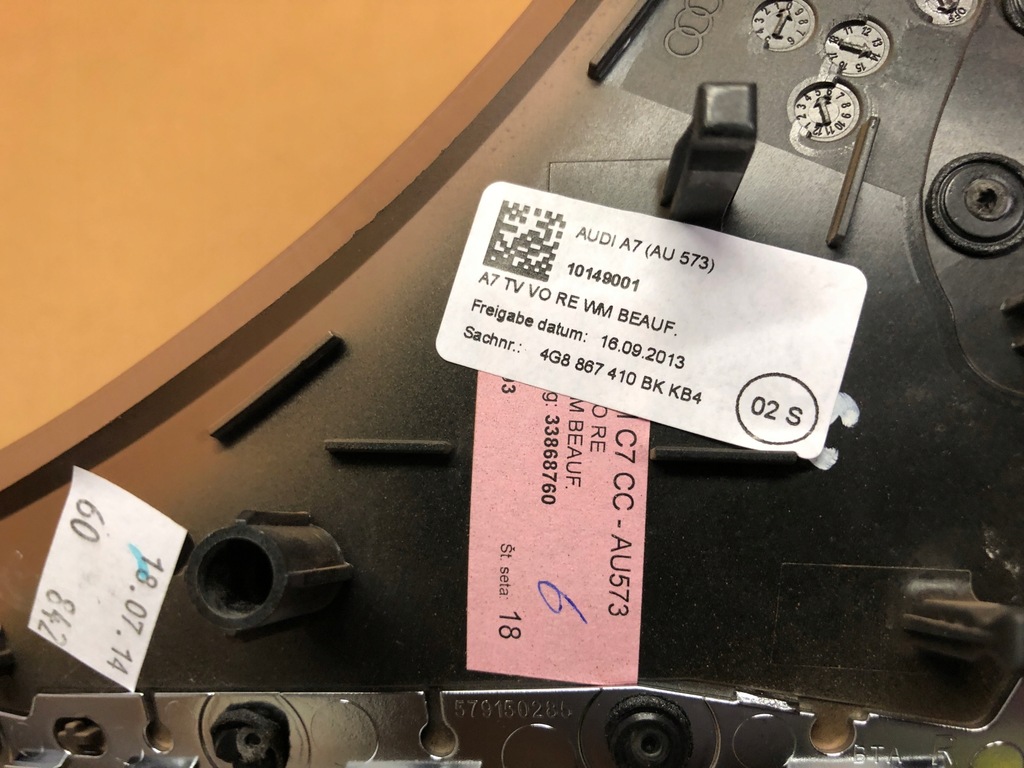 AUDI A7 (AU 573)
10149001
A7 TV VO RE WM BEAUF.
Freigabe datum: 16.09.2013
Sachnr.: 4G8 867 410 BK KB4
02 S
C7 CC - AU573
O RE
M BEAUF.
g: 33868760
93
Št. seta: 18
6
18.07.14
60 842
579150286